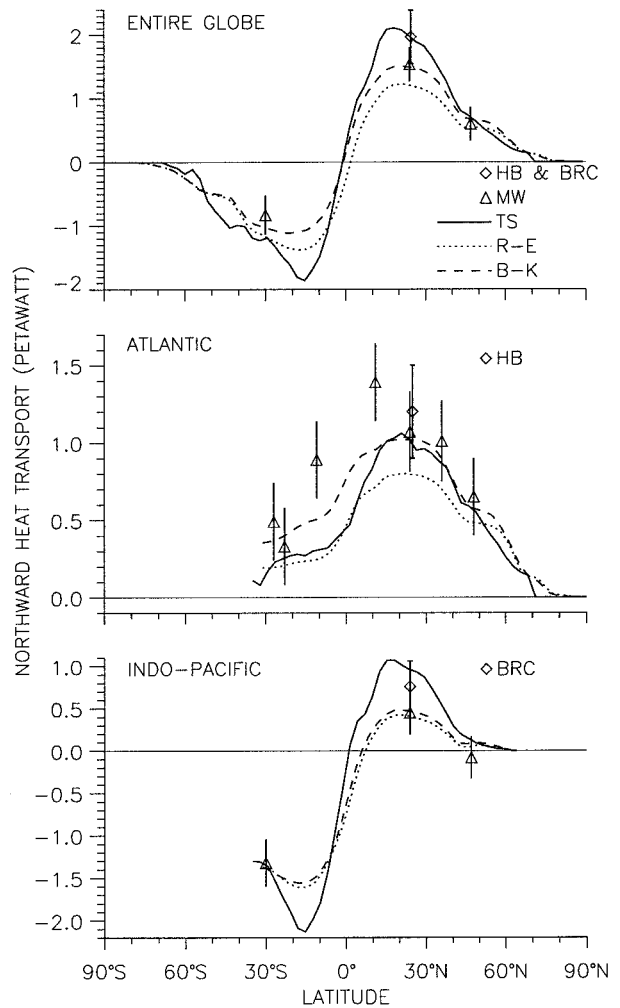 ENTIRE GLOBE
2
1
0
−1
−2
HB & BRC
MW
TS
R−E
B−K
NORTHWARD HEAT TRANSPORT (PETAWATT)
ATLANTIC
HB
1.5
1.0
0.5
0.0
INDO−PACIFIC
BRC
1.0
0.5
0.0
−0.5
−1.0
−1.5
−2.0
90°S 60°S 30°S 0° 30°N 60°N 90°N
LATITUDE